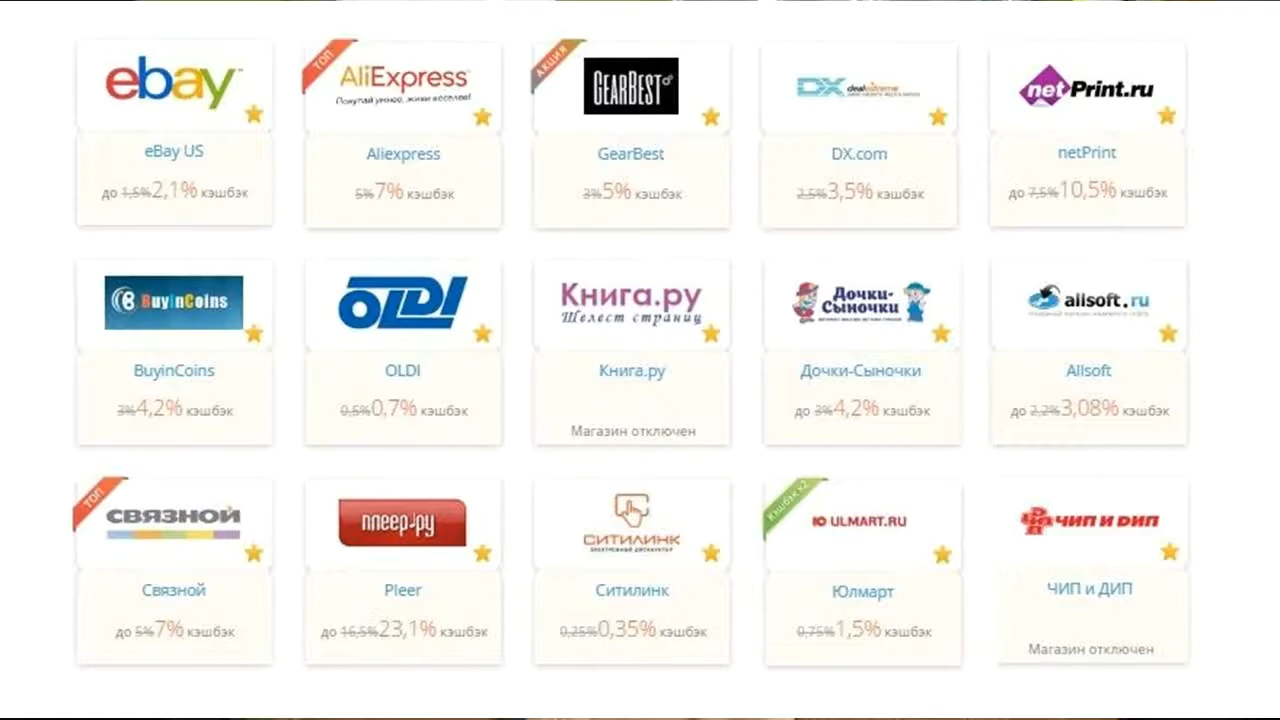 ebay
eBay US
до 1,5% 2,1% кэшбэк
ТОП
AliExpress
Покупай умнее, живи веселее!
Aliexpress
5% 7% кэшбэк
АКЦИЯ
GEARBEST
GearBest
3% 5% кэшбэк
DX dealextreme
DX.com
2,5% 3,5% кэшбэк
netPrint.ru
netPrint
до 7,5% 10,5% кэшбэк
BuyinCoins
BuyinCoins
3% 4,2% кэшбэк
OLDI
OLDI
0,5% 0,7% кэшбэк
Книга.ру
Шелест страниц
Книга.ру
Магазин отключен
Дочки-
Сыночки
Дочки-Сыночки
до 3% 4,2% кэшбэк
allsoft.ru
Allsoft
до 2,2% 3,08% кэшбэк
ТОП
СВЯЗНОЙ
Связной
до 5% 7% кэшбэк
плеер.ру
Pleer
до 16,5% 23,1% кэшбэк
СИТИЛИНК
ЭЛЕКТРОННЫЙ ДИСКАУНТЕР
Ситилинк
0,25% 0,35% кэшбэк
Кэшбэк x2
ULMART.RU
Юлмарт
0,75% 1,5% кэшбэк
ЧИП и ДИП
ЧИП и ДИП
Магазин отключен